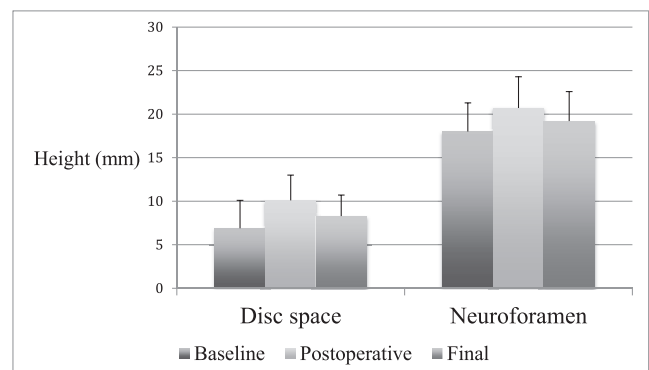 30
25
20
Height (mm) 15
10
5
0
Disc space Neuroforamen
Baseline Postoperative Final